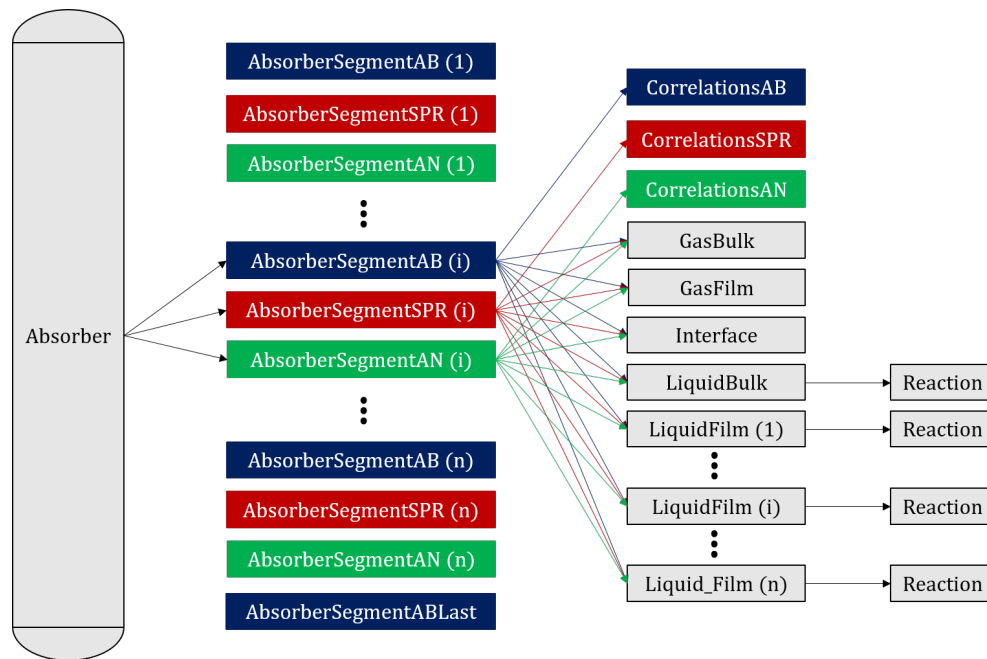 Absorber
AbsorberSegmentAB (1)
AbsorberSegmentSPR (1)
AbsorberSegmentAN (1)
AbsorberSegmentAB (i)
AbsorberSegmentSPR (i)
AbsorberSegmentAN (i)
AbsorberSegmentAB (n)
AbsorberSegmentSPR (n)
AbsorberSegmentAN (n)
AbsorberSegmentABLast
CorrelationsAB
CorrelationsSPR
CorrelationsAN
GasBulk
GasFilm
Interface
LiquidBulk
Reaction
LiquidFilm (1)
Reaction
LiquidFilm (i)
Reaction
Liquid_Film (n)
Reaction